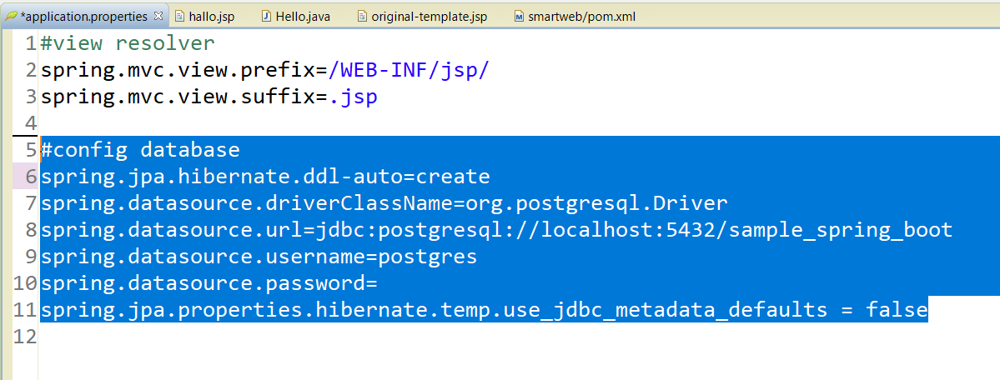 *application.properties hallo.jsp Hello.java original-template.jsp smartweb/pom.xml
1 #view resolver
2 spring.mvc.view.prefix=/WEB-INF/jsp/
3 spring.mvc.view.suffix=.jsp
4
5 #config database
6 spring.jpa.hibernate.ddl-auto=create
7 spring.datasource.driverClassName=org.postgresql.Driver
8 spring.datasource.url=jdbc:postgresql://localhost:5432/sample_spring_boot
9 spring.datasource.username=postgres
10 spring.datasource.password=
11 spring.jpa.properties.hibernate.temp.use_jdbc_metadata_defaults = false
12